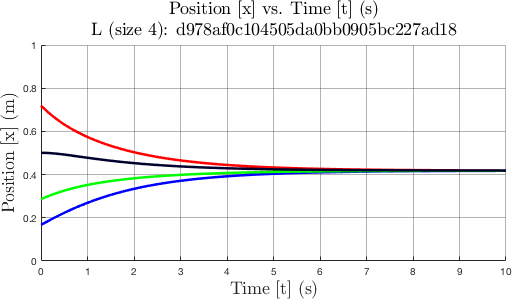 Position [x] vs. Time [t] (s)
L (size 4): d978af0c104505da0bb0905bc227ad18
Position [x] (m)
1
0.8
0.6
0.4
0.2
0
0 1 2 3 4 5 6 7 8 9 10
Time [t] (s)